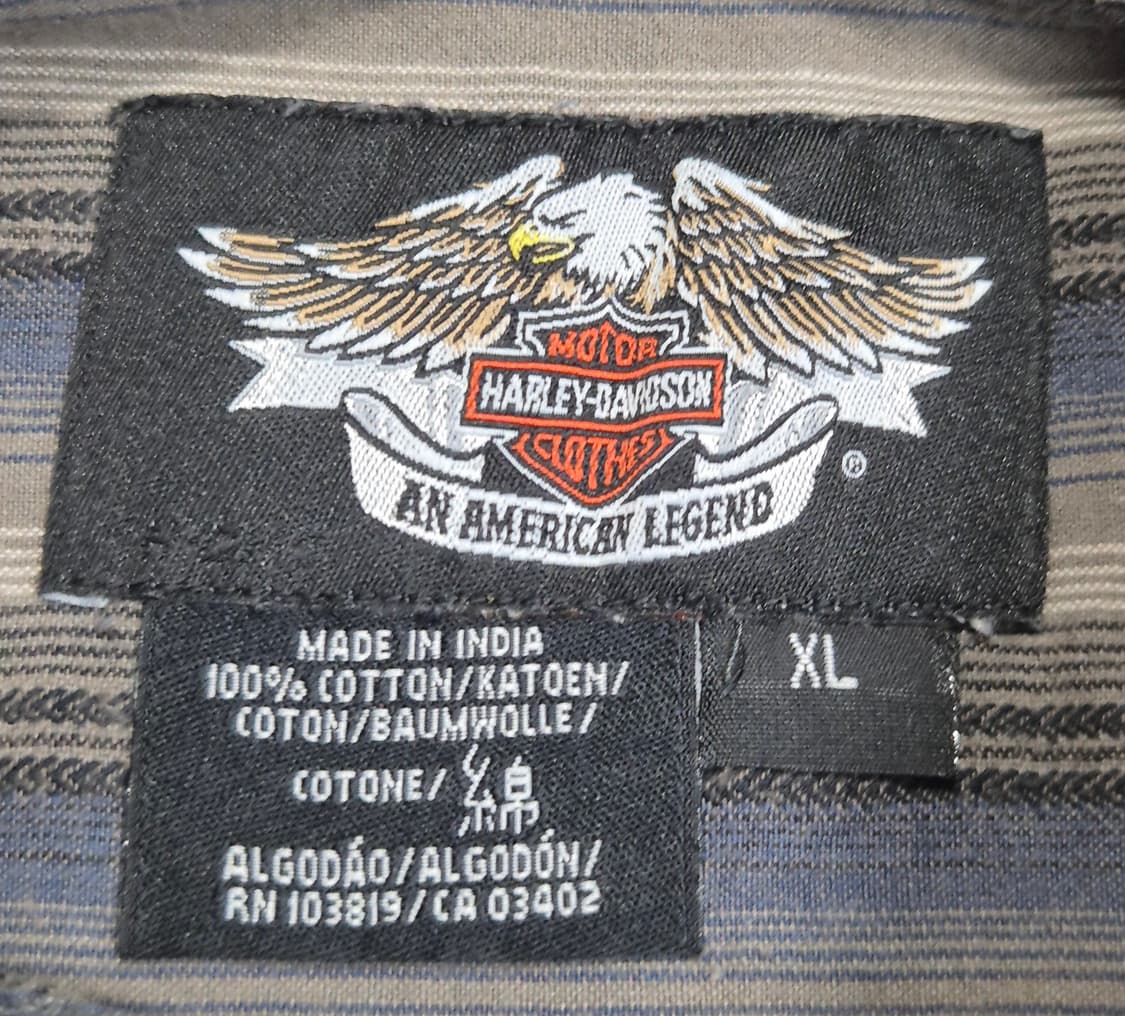 MOTOR
HARLEY-DAVIDSON
CLOTHES
®
AN AMERICAN LEGEND
MADE IN INDIA
100% COTTON/KATOEN/
COTON/BAUMWOLLE/
COTONE/綿
ALGODÁO/ALGODÓN/
RN 103819/CA 03402
XL